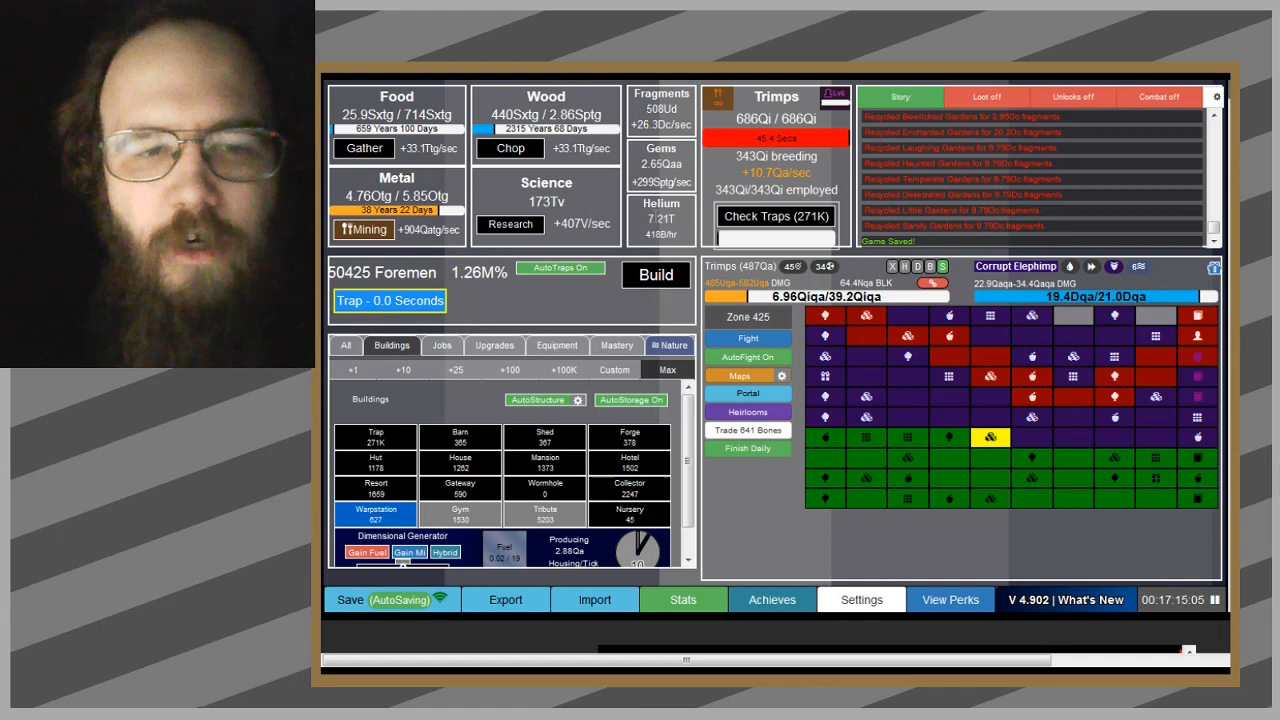 Food
25.9Sxtg / 714Sxtg
659 Years 100 Days
Gather
+33.1Ttg/sec
Wood
440Sxtg / 2.86Sptg
2315 Years 68 Days
Chop
+33.1Ttg/sec
Metal
4.76Otg / 5.85Otg
38 Years 22 Days
Mining
+904Qatg/sec
Science
173Tv
Research
+407V/sec
Fragments
508Ud
+26.3Dc/sec
Gems
2.65Qaa
+299Sptg/sec
Helium
7.21T
418B/hr
Trimps
686Qi / 686Qi
45.4 Secs
343Qi breeding
+10.7Qa/sec
343Qi/343Qi employed
Check Traps (271K)
Story
Loot off
Unlocks off
Combat off
Recycled Bewitched Gardens for 3.95Dc fragments.
Recycled Enchanted Gardens for 20.2Dc fragments.
Recycled Laughing Gardens for 9.79Dc fragments.
Recycled Haunted Gardens for 9.79Dc fragments.
Recycled Temperate Gardens for 9.79Dc fragments.
Recycled Desecrated Gardens for 9.79Dc fragments.
Recycled Little Gardens for 9.79Dc fragments.
Recycled Sandy Gardens for 9.79Dc fragments.
Game Saved!
50425 Foremen
1.26M%
AutoTraps On
Build
Trap - 0.0 Seconds
All
Buildings
Jobs
Upgrades
Equipment
Mastery
Nature
+1
+10
+25
+100
+100K
Custom
Max
Buildings
AutoStructure
AutoStorage On
Trap
271K
Barn
365
Shed
367
Forge
378
Hut
1178
House
1262
Mansion
1373
Hotel
1502
Resort
1659
Gateway
590
Wormhole
0
Collector
2247
Warpstation
627
Gym
1530
Tribute
5203
Nursery
45
Dimensional Generator
Gain Fuel
Gain Mi
Hybrid
Fuel
0.02 / 19
Producing
2.88Qa
Housing/Tick
10
Trimps (487Qa)
45
34
X H D B S
485Uqa-582Uqa DMG
64.4Nqa BLK
6.96Qiqa/39.2Qiqa
Corrupt Elephimp
6
22.9Qaqa-34.4Qaqa DMG
19.4Dqa/21.0Dqa
Zone 425
Fight
AutoFight On
Maps
Portal
Heirlooms
Trade 641 Bones
Finish Daily
Save (AutoSaving)
Export
Import
Stats
Achieves
Settings
View Perks
V 4.902 | What's New
00:17:15:05